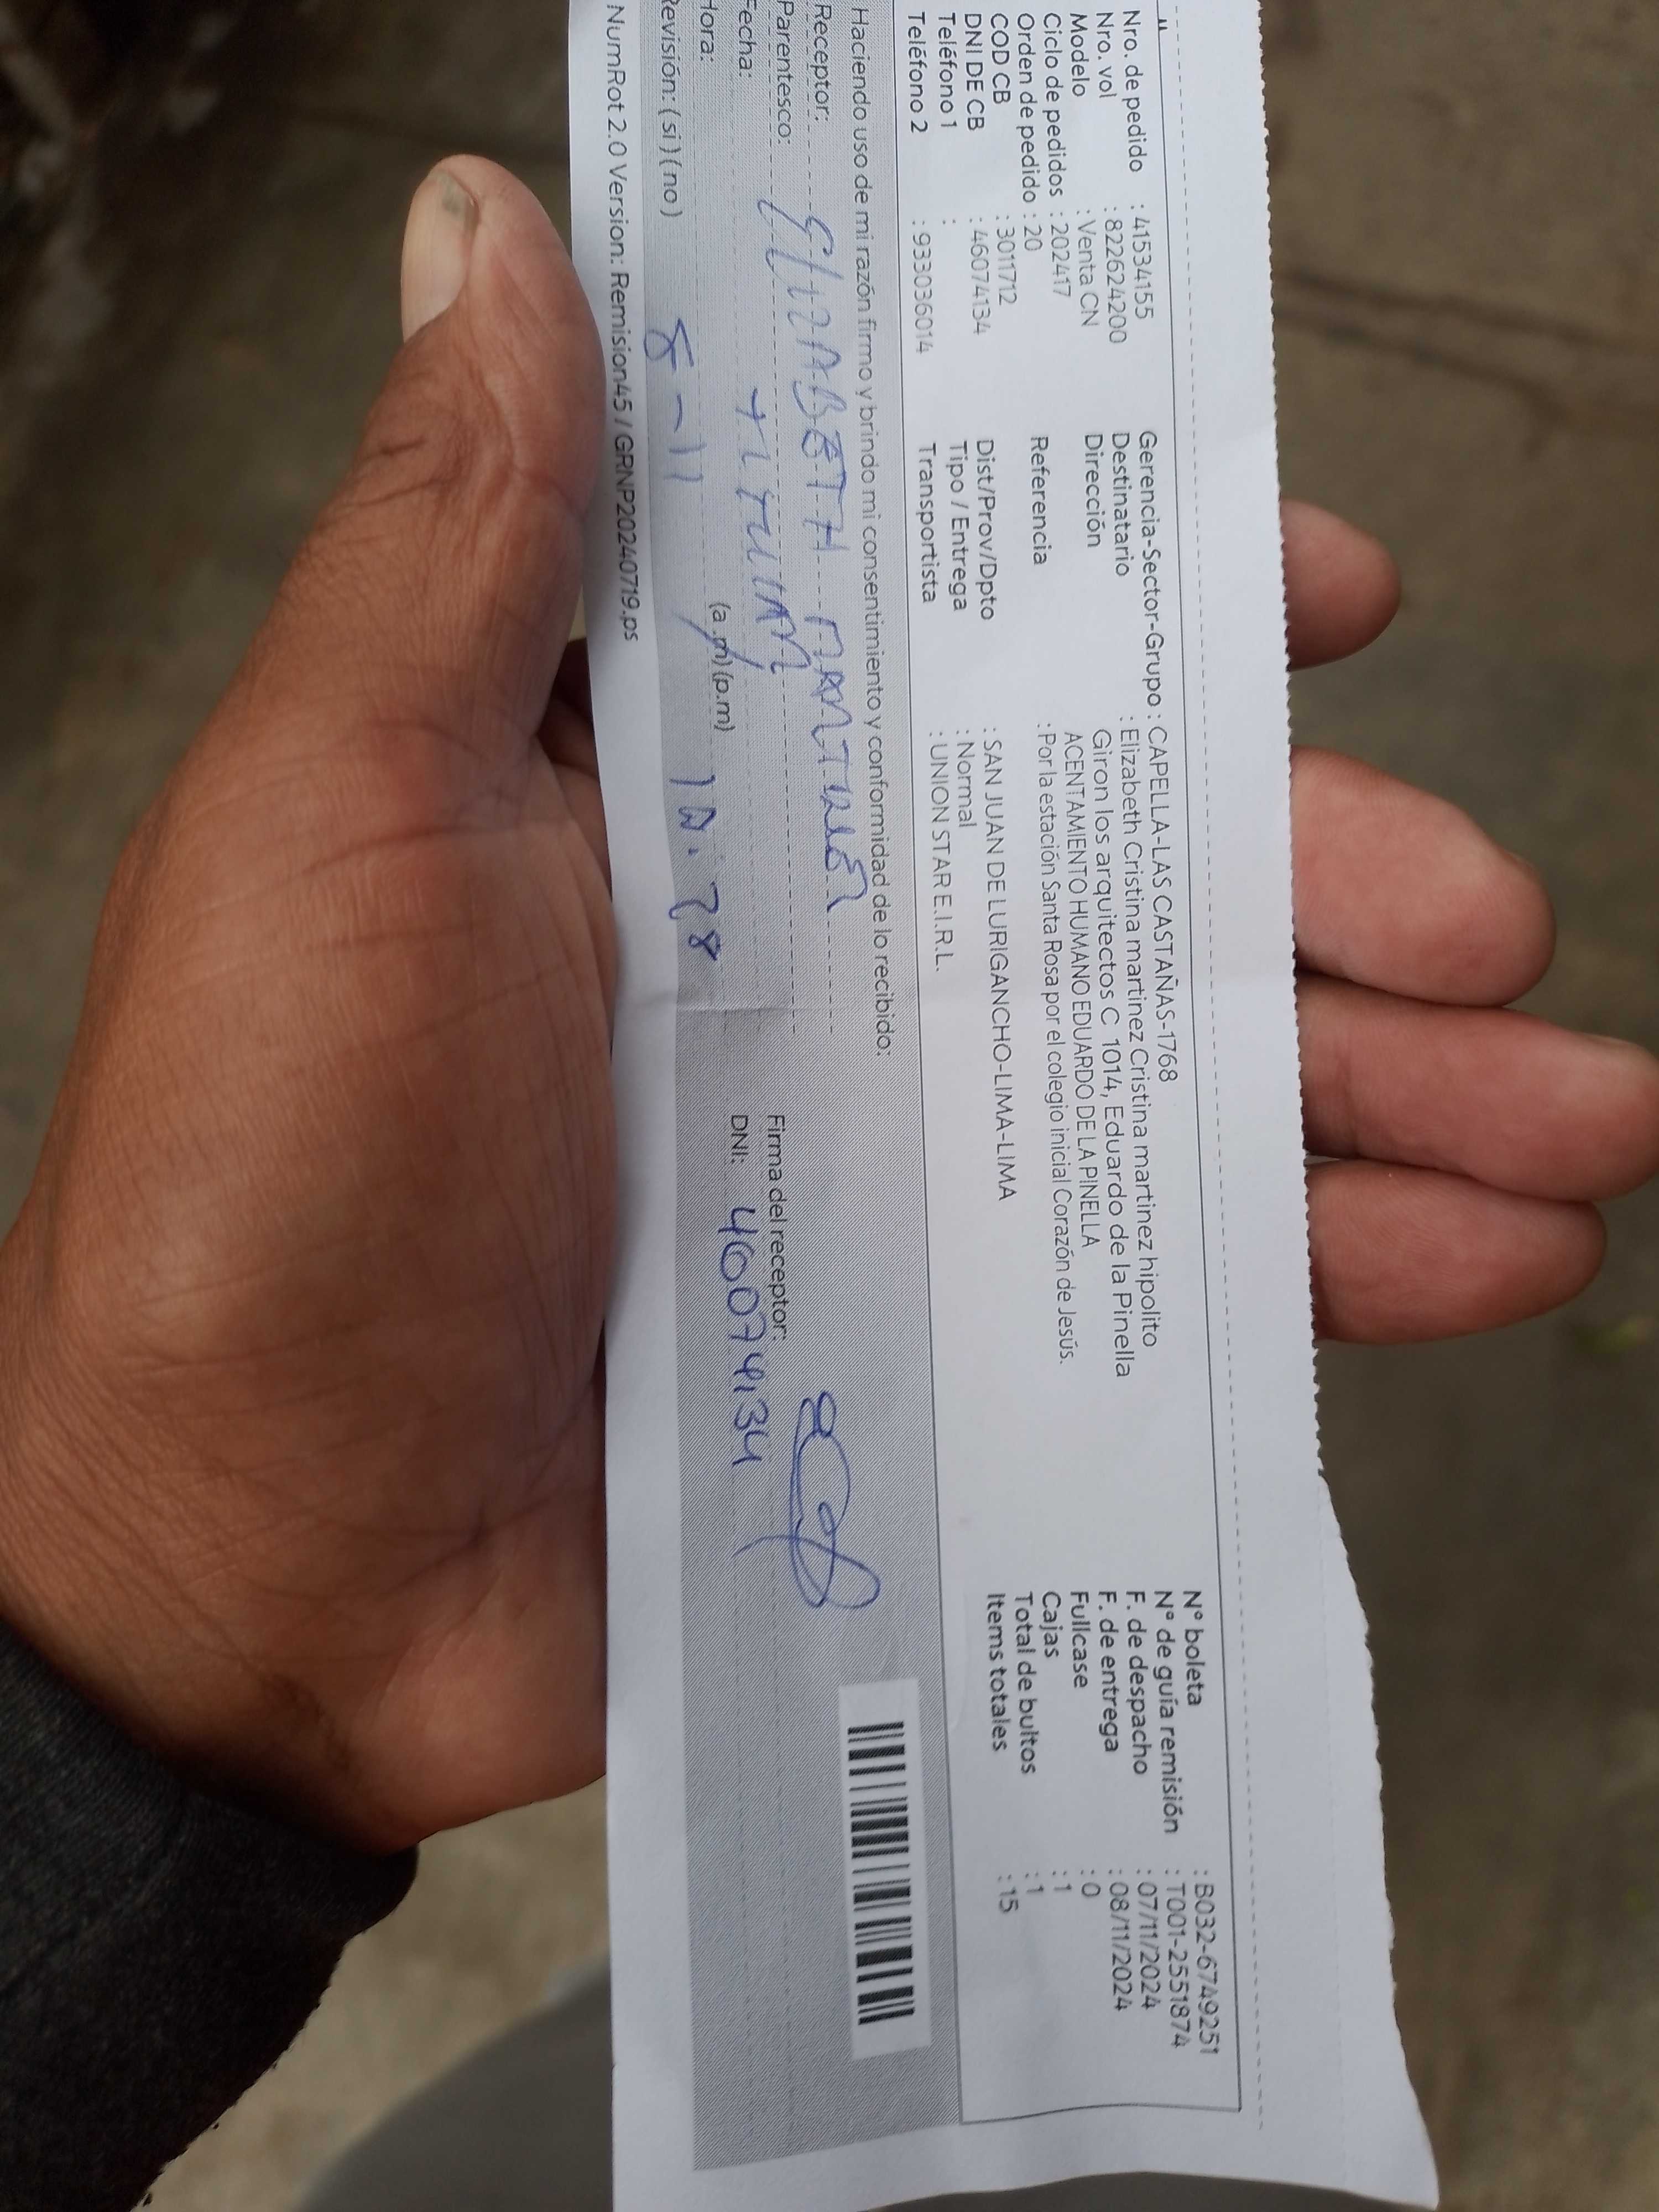 Nro. de pedido : 41534155
Nro. vol : 822624200
Modelo : Venta CN
Ciclo de pedidos : 202417
Orden de pedido : 20
COD CB : 3011712
DNI DE CB : 46074134
Teléfono 1 :
Teléfono 2 : 933036014
Gerencia-Sector-Grupo : CAPELLA-LAS CASTAÑAS-1768
Destinatario : Elizabeth Cristina martinez Cristina martinez hipolito
Dirección Giron los arquitectos C 1014, Eduardo de la Pinella
ACENTAMIENTO HUMANO EDUARDO DE LA PINELLA
Referencia : Por la estación Santa Rosa por el colegio inicial Corazón de Jesús.
Dist/Prov/Dpto : SAN JUAN DE LURIGANCHO-LIMA-LIMA
Tipo / Entrega : Normal
Transportista : UNION STAR E.I.R.L.
N° boleta : B032-6749251
N° de guía remisión : T001-2551874
F. de despacho : 07/11/2024
F. de entrega : 08/11/2024
Fullcase : 0
Cajas : 1
Total de bultos : 1
Items totales : 15
Haciendo uso de mi razón firmo y brindo mi consentimiento y conformidad de lo recibido:
Receptor: ELIZABETH MARTINEZ
Parentesco: TITULAR
Fecha: 8-11
Hora: (a.m) (p.m)
Revisión: (si) (no)
Firma del receptor:
DNI: 46074134
NumRot 2.0 Version: Remision45 / GRNP20240719.ps